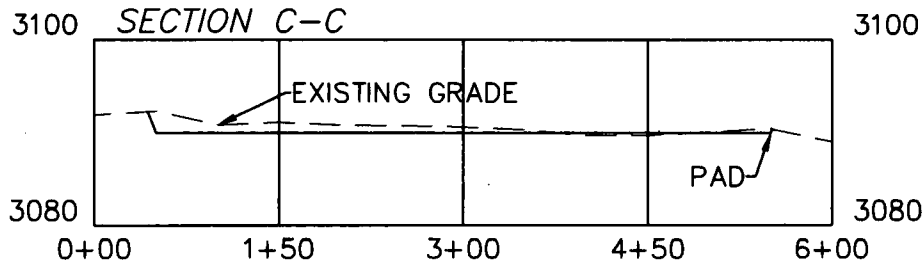 SECTION C-C
3100 3100
EXISTING GRADE
PAD
3080 3080
0+00 1+50 3+00 4+50 6+00